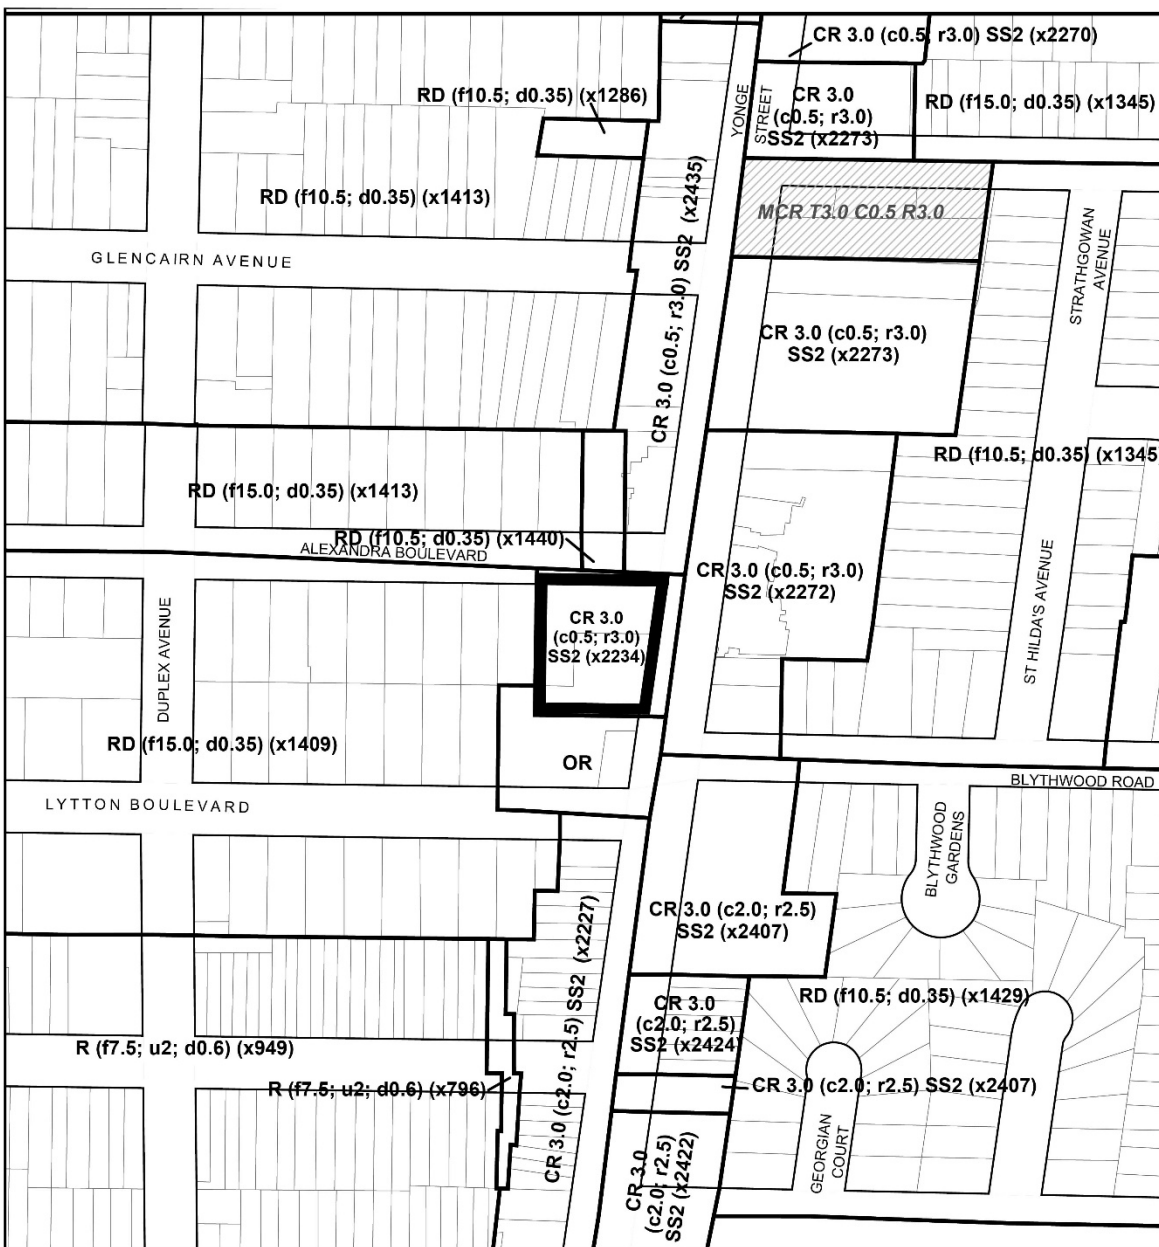 CR 3.0 (c0.5; r3.0) SS2 (x2270)
RD (f10.5; d0.35) (x1286)
YONGE
STREET
CR 3.0
(c0.5; r3.0)
SS2 (x2273)
RD (f15.0; d0.35) (x1345)
RD (f10.5; d0.35) (x1413)
CR 3.0 (c0.5; r3.0) SS2 (x2435)
MCR T3.0 C0.5 R3.0
STRATHGOWAN
AVENUE
GLENCAIRN AVENUE
CR 3.0 (c0.5; r3.0)
SS2 (x2273)
RD (f10.5; d0.35) (x1345
RD (f15.0; d0.35) (x1413)
RD (f10.5; d0.35) (x1440)
ALEXANDRA BOULEVARD
CR 3.0 (c0.5; r3.0)
SS2 (x2272)
ST HILDA'S AVENUE
DUPLEX AVENUE
CR 3.0
(c0.5; r3.0)
SS2 (x2234)
RD (f15.0; d0.35) (x1409)
OR
BLYTHWOOD ROAD
LYTTON BOULEVARD
BLYTHWOOD
GARDENS
CR 3.0 (c2.0; r2.5)
SS2 (x2407)
CR 3.0 (c2.0; r2.5) SS2 (x2227)
RD (f10.5; d0.35) (x1429)
CR 3.0
(c2.0; r2.5)
SS2 (x2424)
R (f7.5; u2; d0.6) (x949)
R (f7.5; u2; d0.6) (x796)
CR 3.0 (c2.0; r2.5) SS2 (x2407)
GEORGIAN
COURT
CR 3.0
(c2.0; r2.5)
SS2 (x2422)